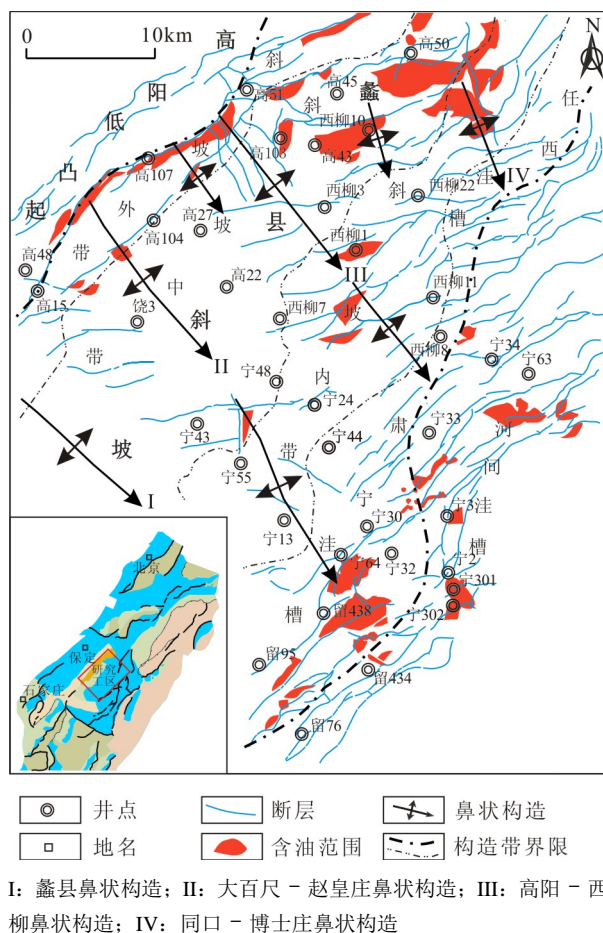 0 10km
N
高50
高 斜 高45 蠡
阳 高51 斜 任
低 坡 西柳10 西
凸 高107 高103 高43 IV
起 外 西柳3 斜 西柳22 洼
带 高104 高27 坡 县 槽
高48 西柳1
高15 中 高22 III 西柳11
饶3 西柳7 坡
带 斜 西柳8 宁34
II 宁63
宁48 内
宁24
宁43 宁33 河
坡 带 宁44 肃 间
宁55
I 宁13 宁30 宁 宁3 洼
洼 宁64 宁32 宁2 槽
宁301
槽 留438 宁302
留95 留434
留76
北京
保定
研究
工区
石家庄
井点 断层 鼻状构造
地名 含油范围 构造带界限
I: 蠡县鼻状构造; II: 大百尺－赵皇庄鼻状构造; III: 高阳－西
柳鼻状构造; IV: 同口－博士庄鼻状构造